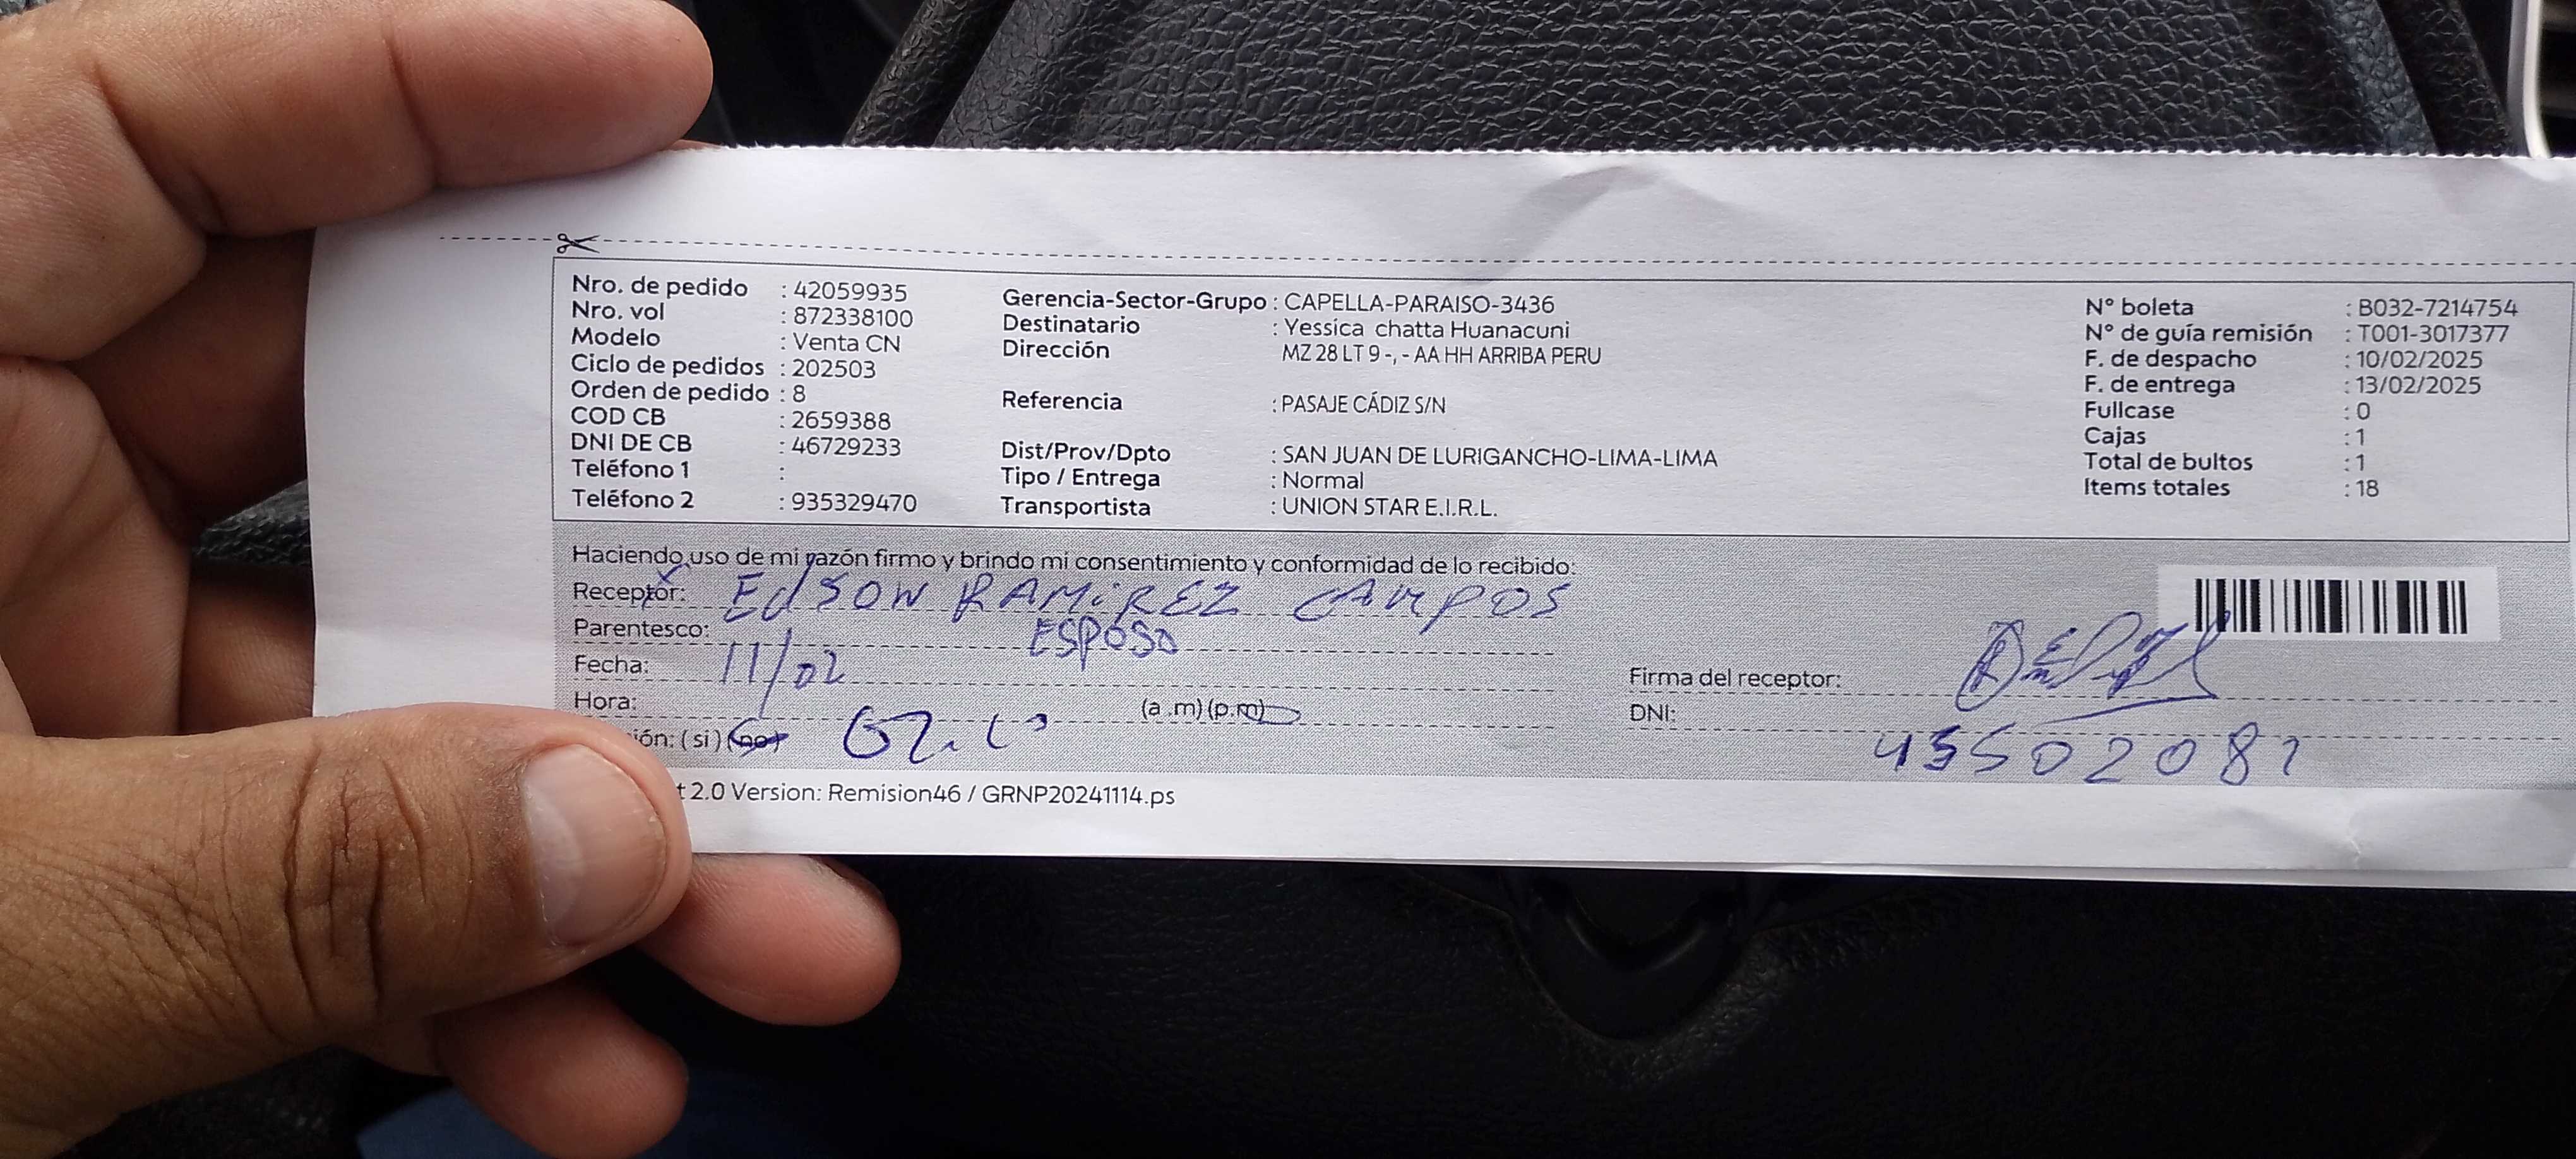 Nro. de pedido : 42059935
Nro. vol : 872338100
Modelo : Venta CN
Ciclo de pedidos : 202503
Orden de pedido : 8
COD CB : 2659388
DNI DE CB : 46729233
Teléfono 1 :
Teléfono 2 : 935329470
Gerencia-Sector-Grupo : CAPELLA-PARAISO-3436
Destinatario : Yessica chatta Huanacuni
Dirección MZ 28 LT 9 -, - AA HH ARRIBA PERU
Referencia : PASAJE CÁDIZ S/N
Dist/Prov/Dpto : SAN JUAN DE LURIGANCHO-LIMA-LIMA
Tipo / Entrega : Normal
Transportista : UNION STAR E.I.R.L.
N° boleta : B032-7214754
N° de guía remisión : T001-3017377
F. de despacho : 10/02/2025
F. de entrega : 13/02/2025
Fullcase : 0
Cajas : 1
Total de bultos : 1
Items totales : 18
Haciendo uso de mi razón firmo y brindo mi consentimiento y conformidad de lo recibido:
Receptor: EdSON RAMiREZ CAMPOS
Parentesco: ESPOSO
Fecha: 11/02
Hora: (a .m) (p.m)
ión: ( si ) (no)
Firma del receptor:
DNI: 4550208
t 2.0 Version: Remision46 / GRNP20241114.ps